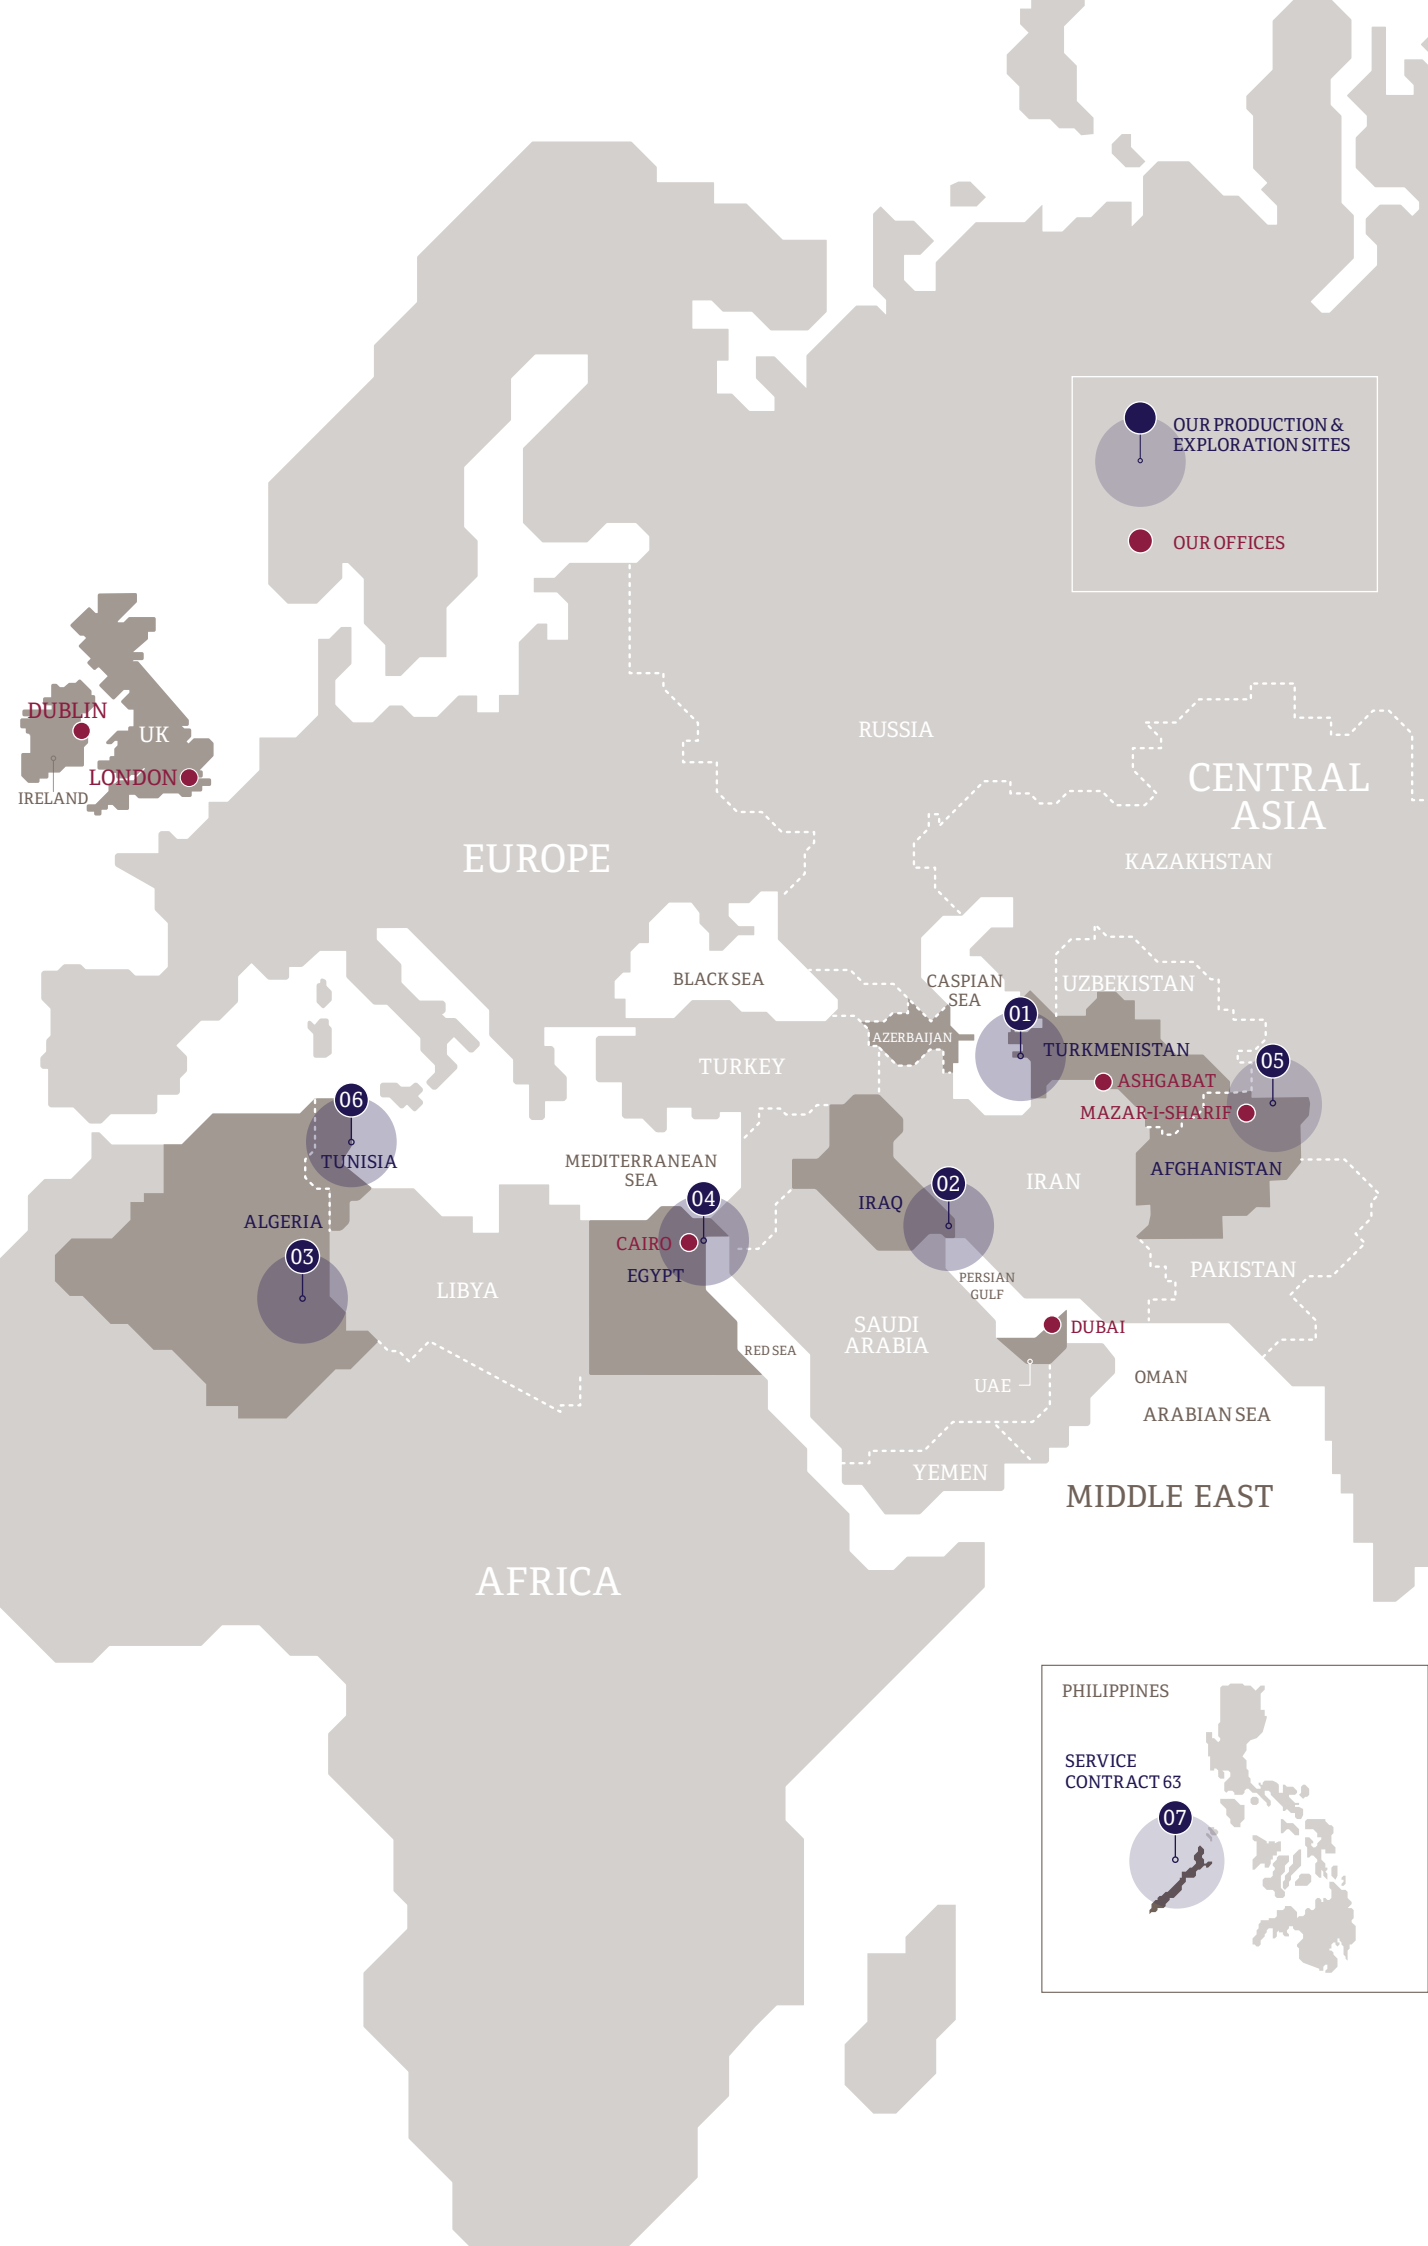 OUR PRODUCTION &
EXPLORATION SITES
OUR OFFICES
DUBLIN
UK
LONDON
IRELAND
RUSSIA
CENTRAL
ASIA
EUROPE
KAZAKHSTAN
BLACK SEA
CASPIAN
SEA
UZBEKISTAN
01
AZERBAIJAN
TURKMENISTAN
TURKEY
05
ASHGABAT
06
MAZAR-I-SHARIF
TUNISIA
MEDITERRANEAN
SEA
AFGHANISTAN
IRAN
02
04
IRAQ
ALGERIA
CAIRO
03
EGYPT
LIBYA
PERSIAN
GULF
PAKISTAN
SAUDI
ARABIA
DUBAI
RED SEA
UAE
OMAN
ARABIAN SEA
YEMEN
MIDDLE EAST
AFRICA
PHILIPPINES
SERVICE
CONTRACT 63
07